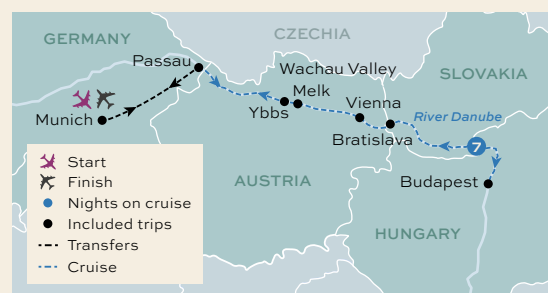 GERMANY
CZECHIA
Passau
Wachau Valley
SLOVAKIA
Melk
Ybbs
Vienna
River Danube
Munich
Bratislava
7
Start
Finish
Nights on cruise
Included trips
Transfers
Cruise
AUSTRIA
Budapest
HUNGARY